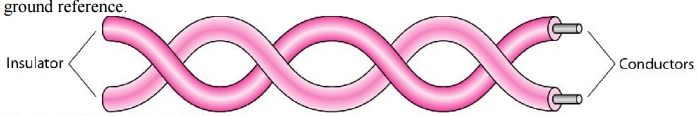 ground reference.
Insulator
Conductors